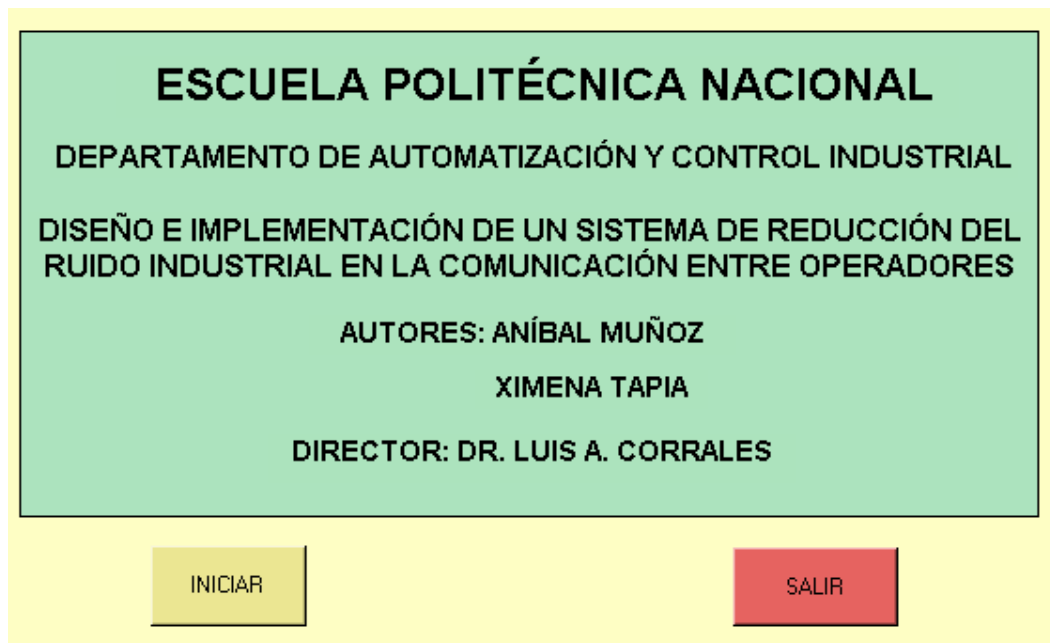 ESCUELA POLITÉCNICA NACIONAL
DEPARTAMENTO DE AUTOMATIZACIÓN Y CONTROL INDUSTRIAL
DISEÑO E IMPLEMENTACIÓN DE UN SISTEMA DE REDUCCIÓN DEL
RUIDO INDUSTRIAL EN LA COMUNICACIÓN ENTRE OPERADORES
AUTORES: ANÍBAL MUÑOZ
XIMENA TAPIA
DIRECTOR: DR. LUIS A. CORRALES
INICIAR
SALIR